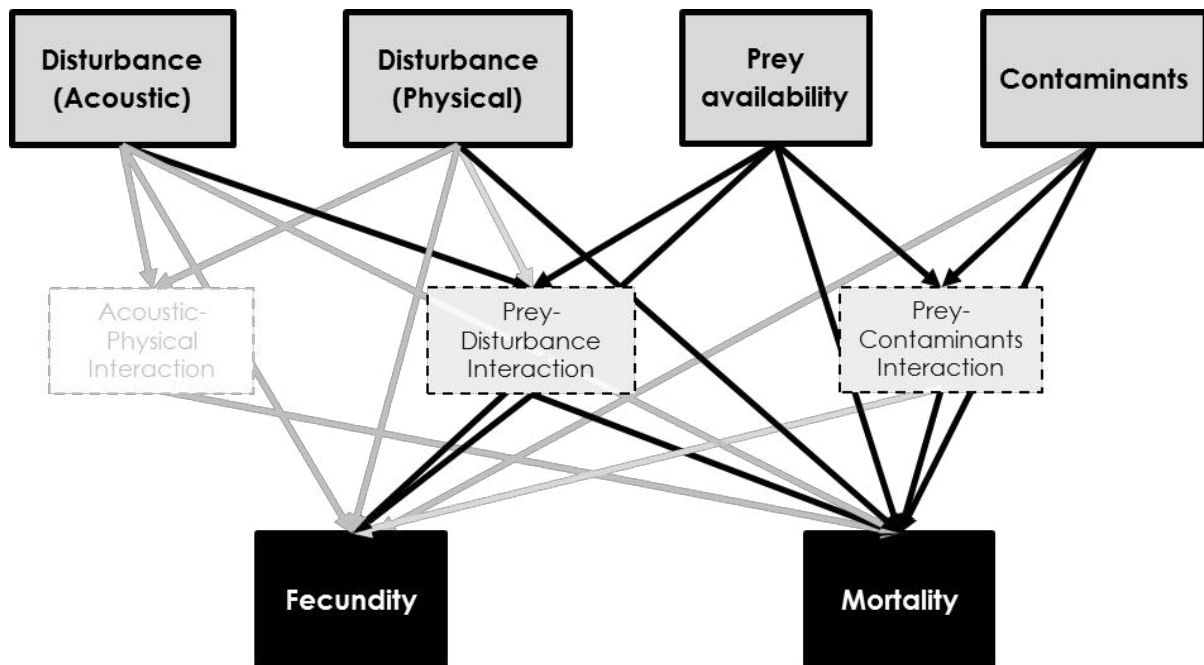 Disturbance
(Acoustic)
Disturbance
(Physical)
Prey
availability
Contaminants
Acoustic-
Physical
Interaction
Prey-
Disturbance
Interaction
Prey-
Contaminants
Interaction
Fecundity
Mortality